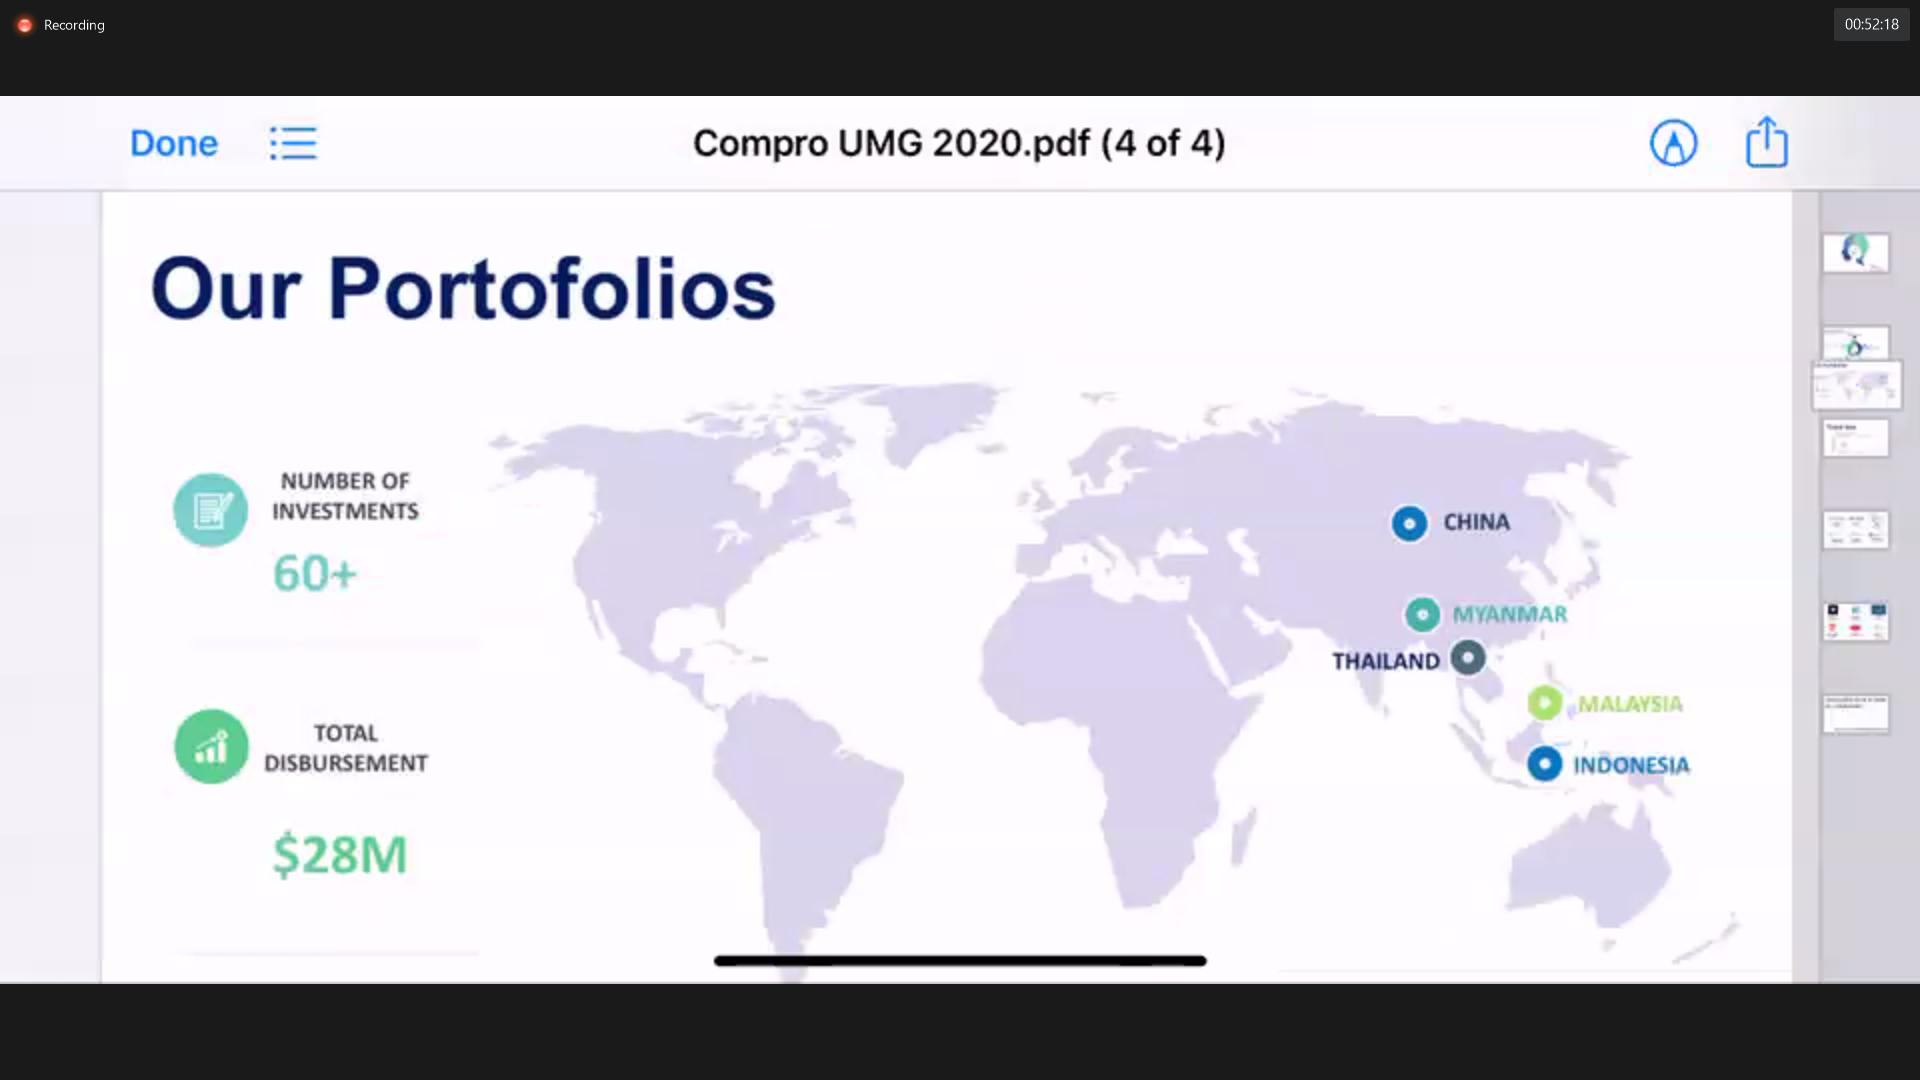 Recording
00:52:18
Done
Compro UMG 2020.pdf (4 of 4)
Our Portofolios
NUMBER OF
INVESTMENTS
60+
TOTAL
DISBURSEMENT
$28M
CHINA
MYANMAR
THAILAND
MALAYSIA
INDONESIA